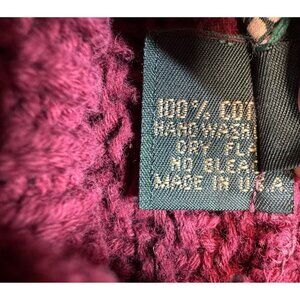 100% COT
HAND WASH
DRY FLA
NO BLEA
MADE IN U.S.A